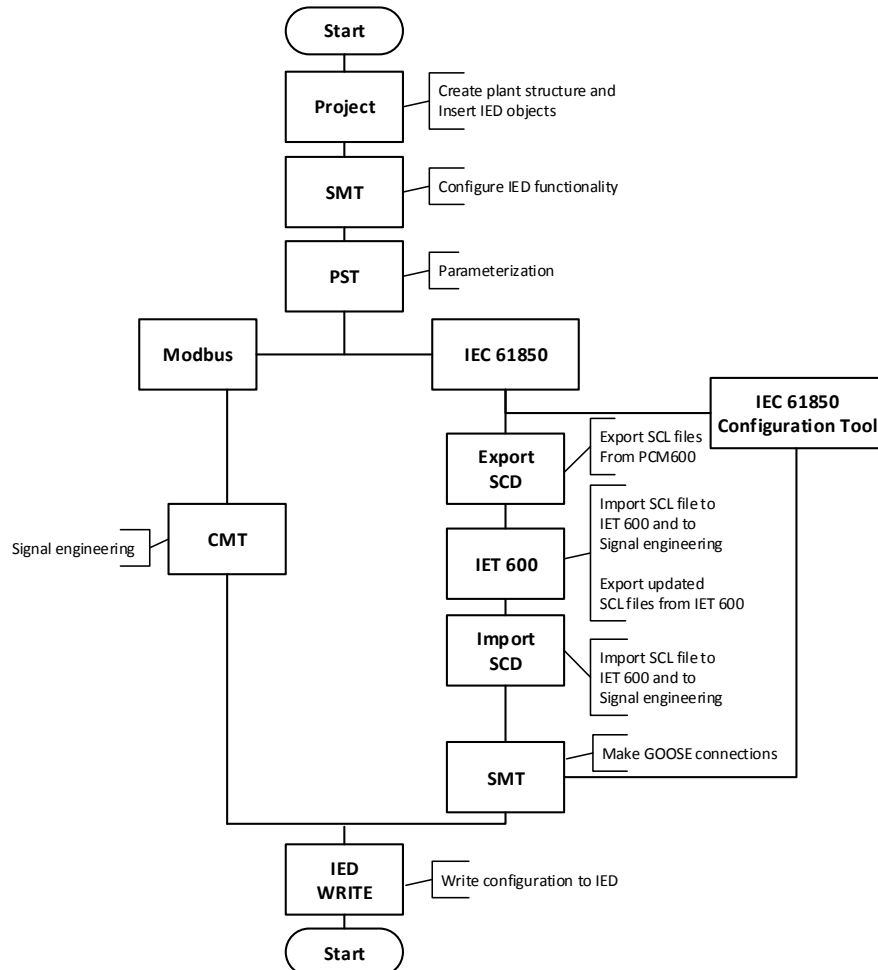 Start
Project
Create plant structure and
Insert IED objects
SMT
Configure IED functionality
PST
Parameterization
Modbus
IEC 61850
IEC 61850
Configuration Tool
Export
SCD
Export SCL files
From PCM600
Signal engineering
CMT
IET 600
Import SCL file to
IET 600 and to
Signal engineering
Export updated
SCL files from IET 600
Import
SCD
Import SCL file to
IET 600 and to
Signal engineering
SMT
Make GOOSE connections
IED
WRITE
Write configuration to IED
Start